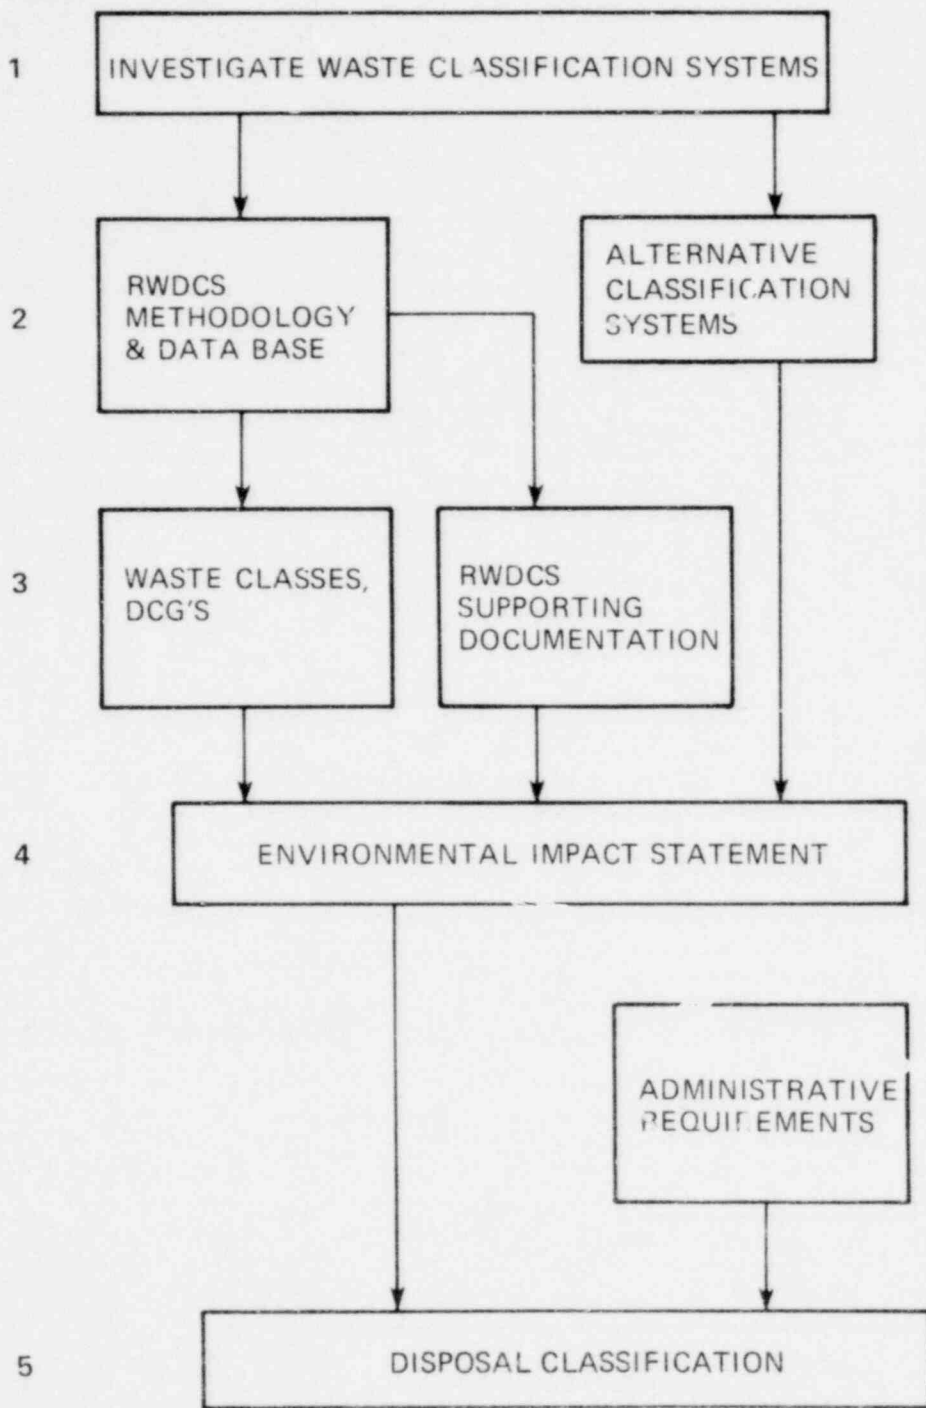 1
INVESTIGATE WASTE CLASSIFICATION SYSTEMS
2
RWDCS
METHODOLOGY
& DATA BASE
ALTERNATIVE
CLASSIFICATION
SYSTEMS
3
WASTE CLASSES,
DCG'S
RWDCS
SUPPORTING
DOCUMENTATION
4
ENVIRONMENTAL IMPACT STATEMENT
ADMINISTRATIVE
REQUIREMENTS
5
DISPOSAL CLASSIFICATION